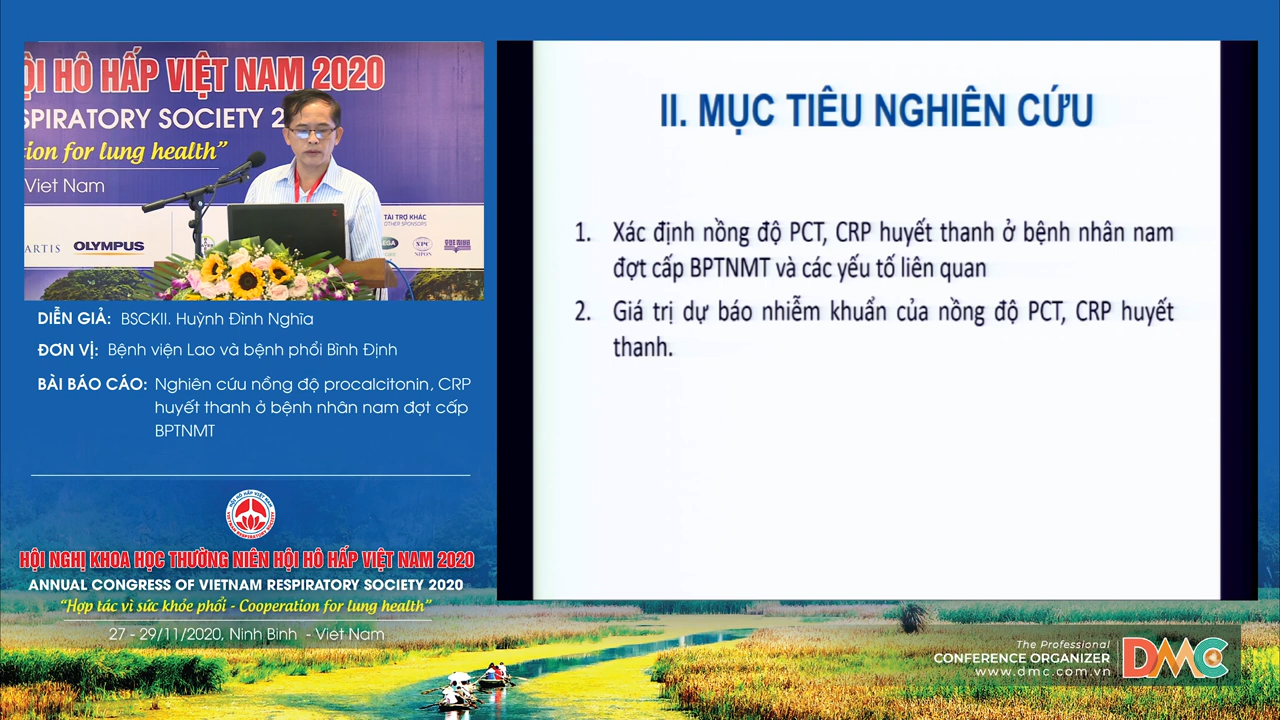 ỘI HÔ HẤP VIỆT NAM 2020
SPIRATORY SOCIETY 2
ion for lung health"
Viet Nam
TÀI TRỢ KHÁC
OTHER SPONSORS
ARTIS
OLYMPUS
NIPON
DIỄN GIẢ: BSCKII. Huỳnh Đình Nghĩa
ĐƠN VỊ: Bệnh viện Lao và bệnh phổi Bình Định
BÀI BÁO CÁO: Nghiên cứu nồng độ procalcitonin, CRP
huyết thanh ở bệnh nhân nam đợt cấp
BPTNMT
HỘI NGHỊ KHOA HỌC THƯỜNG NIÊN HỘI HÔ HẤP VIỆT NAM 2020
ANNUAL CONGRESS OF VIETNAM RESPIRATORY SOCIETY 2020
"Hợp tác vì sức khỏe phổi - Cooperation for lung health"
27 - 29/11/2020, Ninh Binh - Viet Nam
II. MỤC TIÊU NGHIÊN CỨU
1. Xác định nồng độ PCT, CRP huyết thanh ở bệnh nhân nam
đợt cấp BPTNMT và các yếu tố liên quan
2. Giá trị dự báo nhiễm khuẩn của nồng độ PCT, CRP huyết
thanh.
The Professional
CONFERENCE ORGANIZER
www.dmc.com.vn
DMC